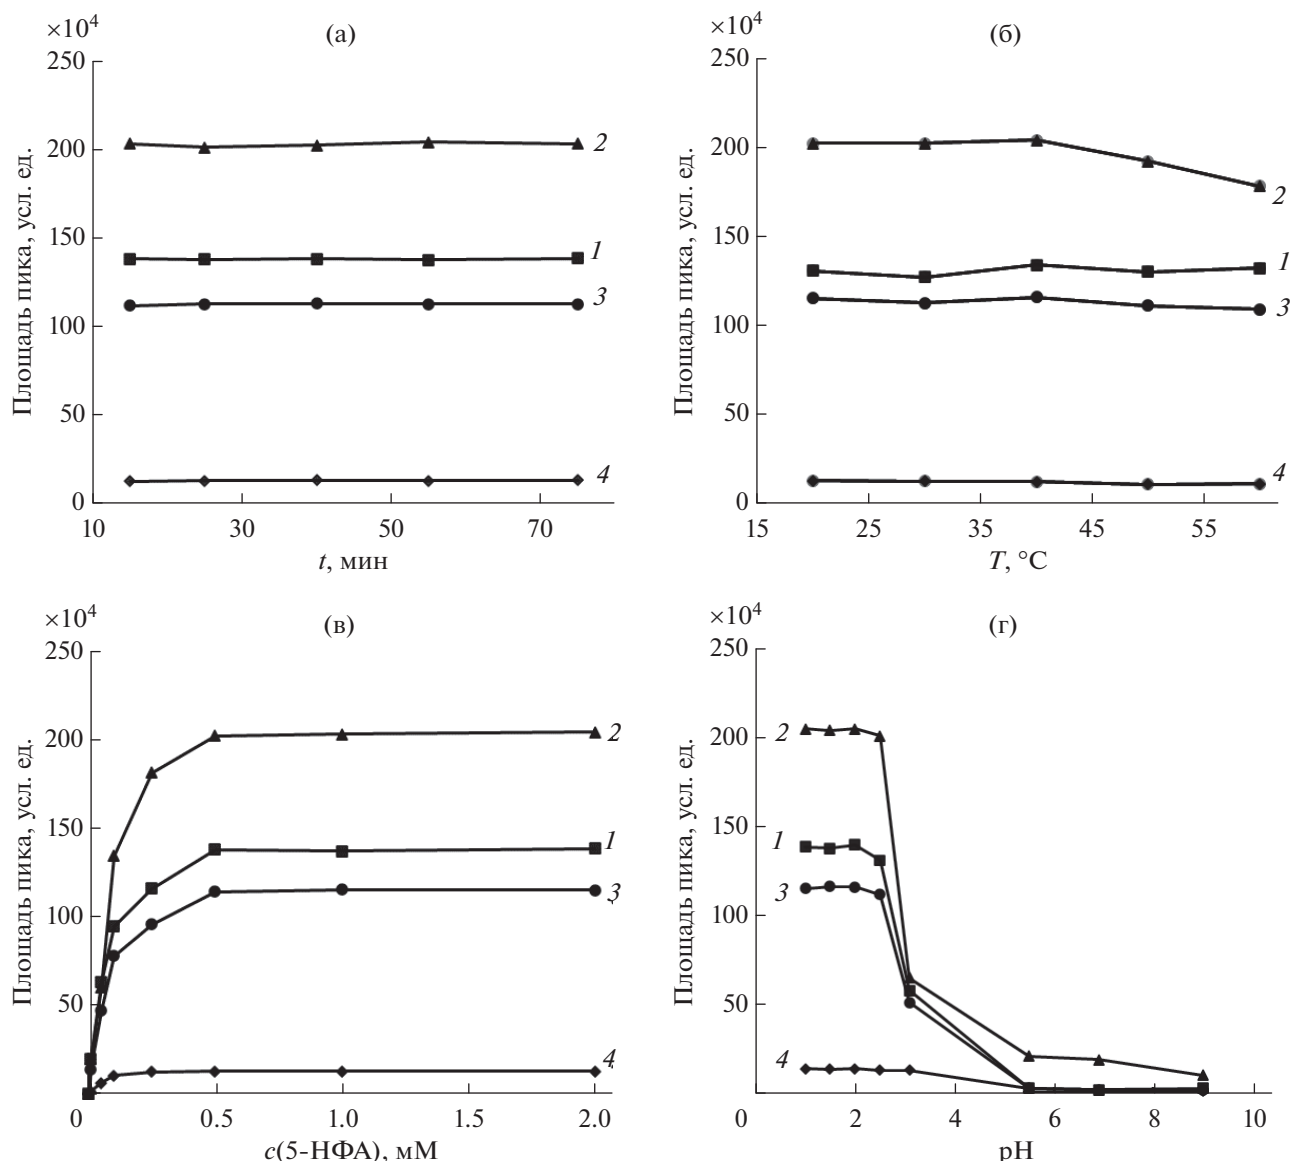 (а)
×10⁴
250
200
150
100
50
0
Площадь пика, усл. ед.
2
1
3
4
10 30 50 70
t, мин
(б)
×10⁴
250
200
150
100
50
0
Площадь пика, усл. ед.
2
1
3
4
15 25 35 45 55
T, °C
(в)
×10⁴
250
200
150
100
50
Площадь пика, усл. ед.
2
1
3
4
0 0.5 1.0 1.5 2.0
c(5-НФА), мМ
(г)
×10⁴
250
200
150
100
50
Площадь пика, усл. ед.
2
1
3
4
0 2 4 6 8 10
pH